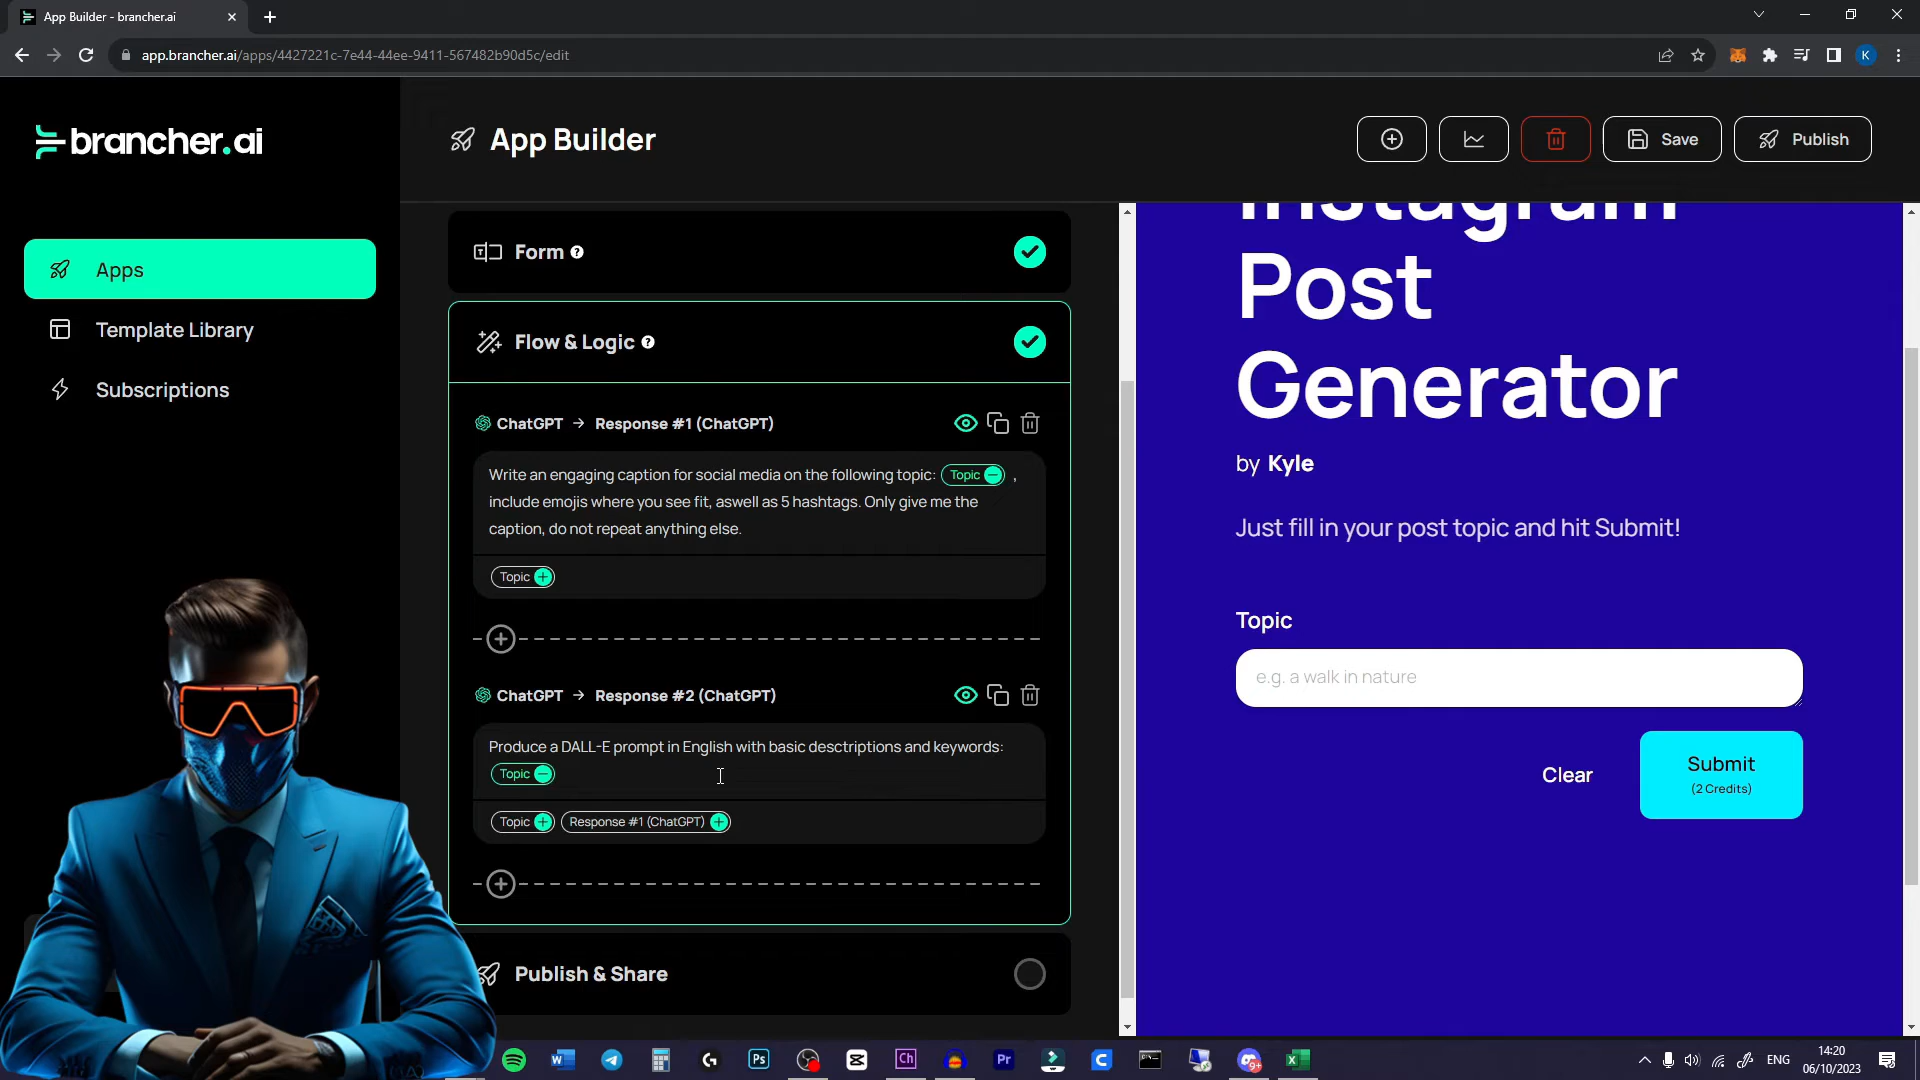 App Builder - brancher.ai
app.brancher.ai/apps/4427221c-7e44-44ee-9411-567482b90d5c/edit
K
brancher.ai
App Builder
Save
Publish
Apps
Template Library
Subscriptions
Form ?
Flow & Logic ?
ChatGPT → Response #1 (ChatGPT)
Write an engaging caption for social media on the following topic: Topic ,
include emojis where you see fit, aswell as 5 hashtags. Only give me the
caption, do not repeat anything else.
Topic
ChatGPT → Response #2 (ChatGPT)
Produce a DALL-E prompt in English with basic desctriptions and keywords:
Topic
Topic Response #1 (ChatGPT)
Publish & Share
Instagram
Post
Generator
by Kyle
Just fill in your post topic and hit Submit!
Topic
e.g. a walk in nature
Clear
Submit
(2 Credits)
Ps
Ch
Pr
9+
ENG
14:20
06/10/2023